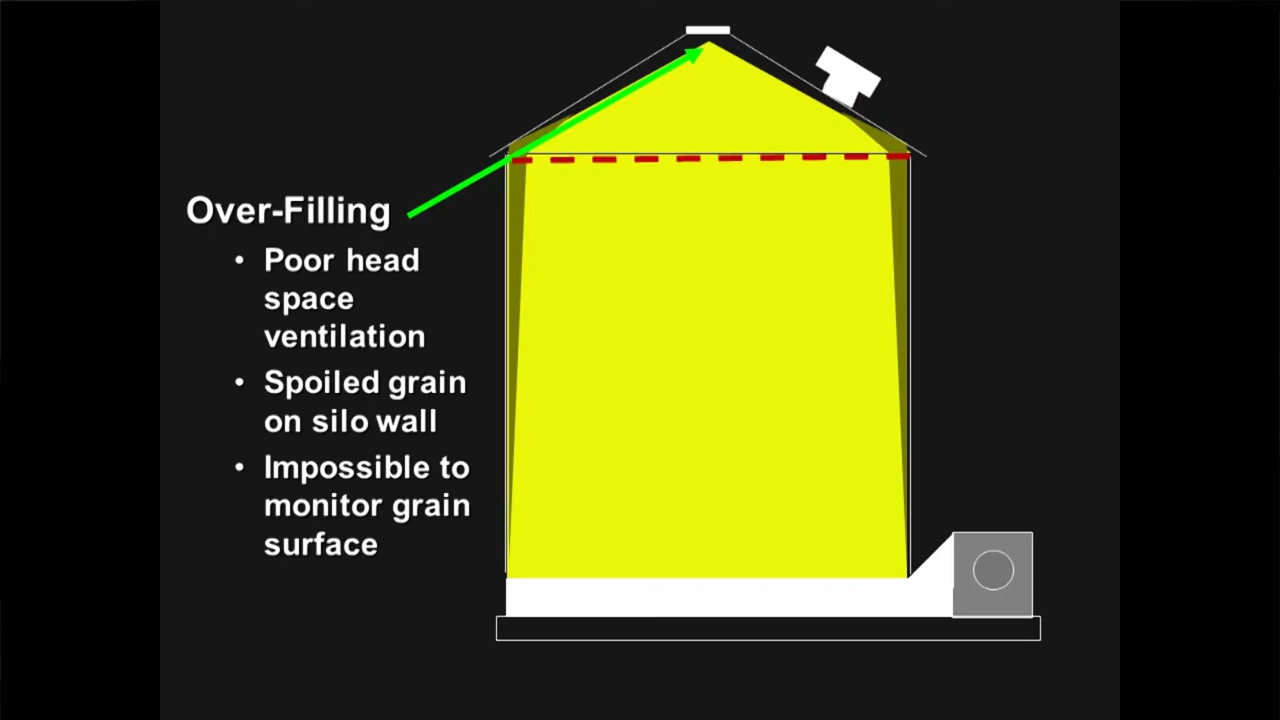 Over-Filling
• Poor head
space
ventilation
• Spoiled grain
on silo wall
• Impossible to
monitor grain
surface